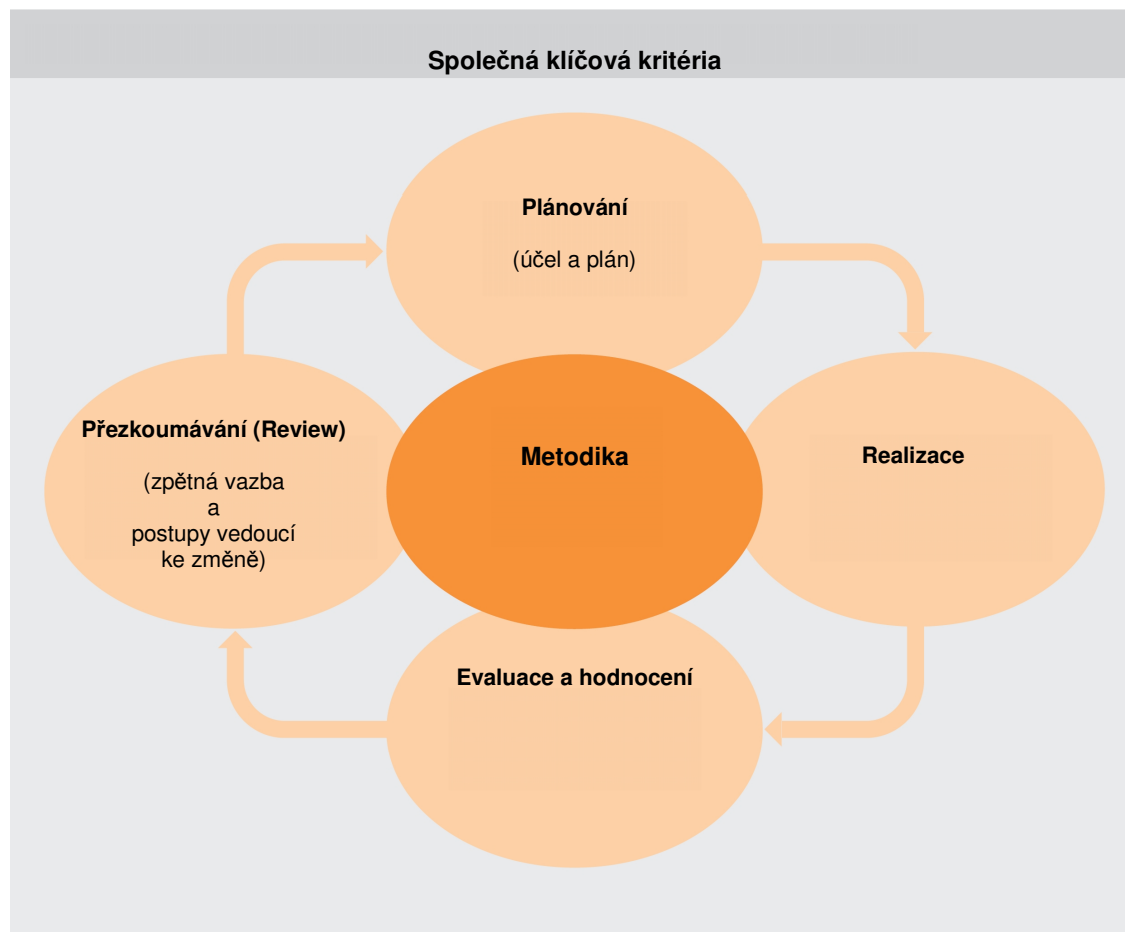 Společná klíčová kritéria
Plánování
(účel a plán)
Přezkoumávání (Review)
(zpětná vazba
a
postupy vedoucí
ke změně)
Metodika
Realizace
Evaluace a hodnocení